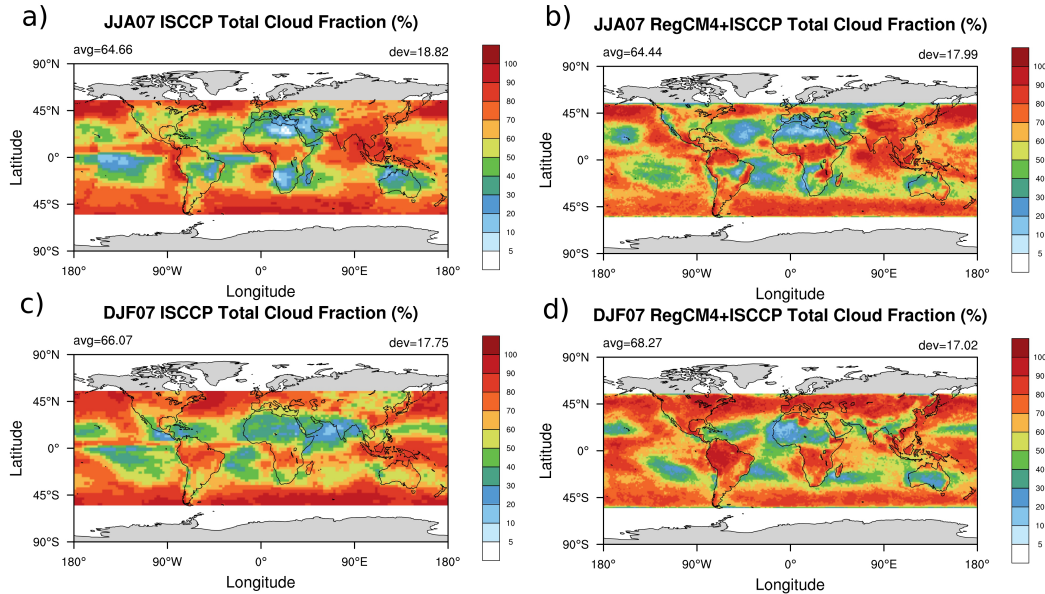 a)
JJA07 ISCCP Total Cloud Fraction (%)
avg=64.66 dev=18.82
90°N
45°N
0°
45°S
90°S
Latitude
180° 90°W 0° 90°E 180°
Longitude
100
90
80
70
60
50
40
30
20
10
5
b)
JJA07 RegCM4+ISCCP Total Cloud Fraction (%)
avg=64.44 dev=17.99
90°N
45°N
0°
45°S
90°S
Latitude
180° 90°W 0° 90°E 180°
Longitude
100
90
80
70
60
50
40
30
20
10
5
c)
DJF07 ISCCP Total Cloud Fraction (%)
avg=66.07 dev=17.75
90°N
45°N
0°
45°S
90°S
Latitude
180° 90°W 0° 90°E 180°
Longitude
100
90
80
70
60
50
40
30
20
10
5
d)
DJF07 RegCM4+ISCCP Total Cloud Fraction (%)
avg=68.27 dev=17.02
90°N
45°N
0°
45°S
90°S
Latitude
180° 90°W 0° 90°E 180°
Longitude
100
90
80
70
60
50
40
30
20
10
5